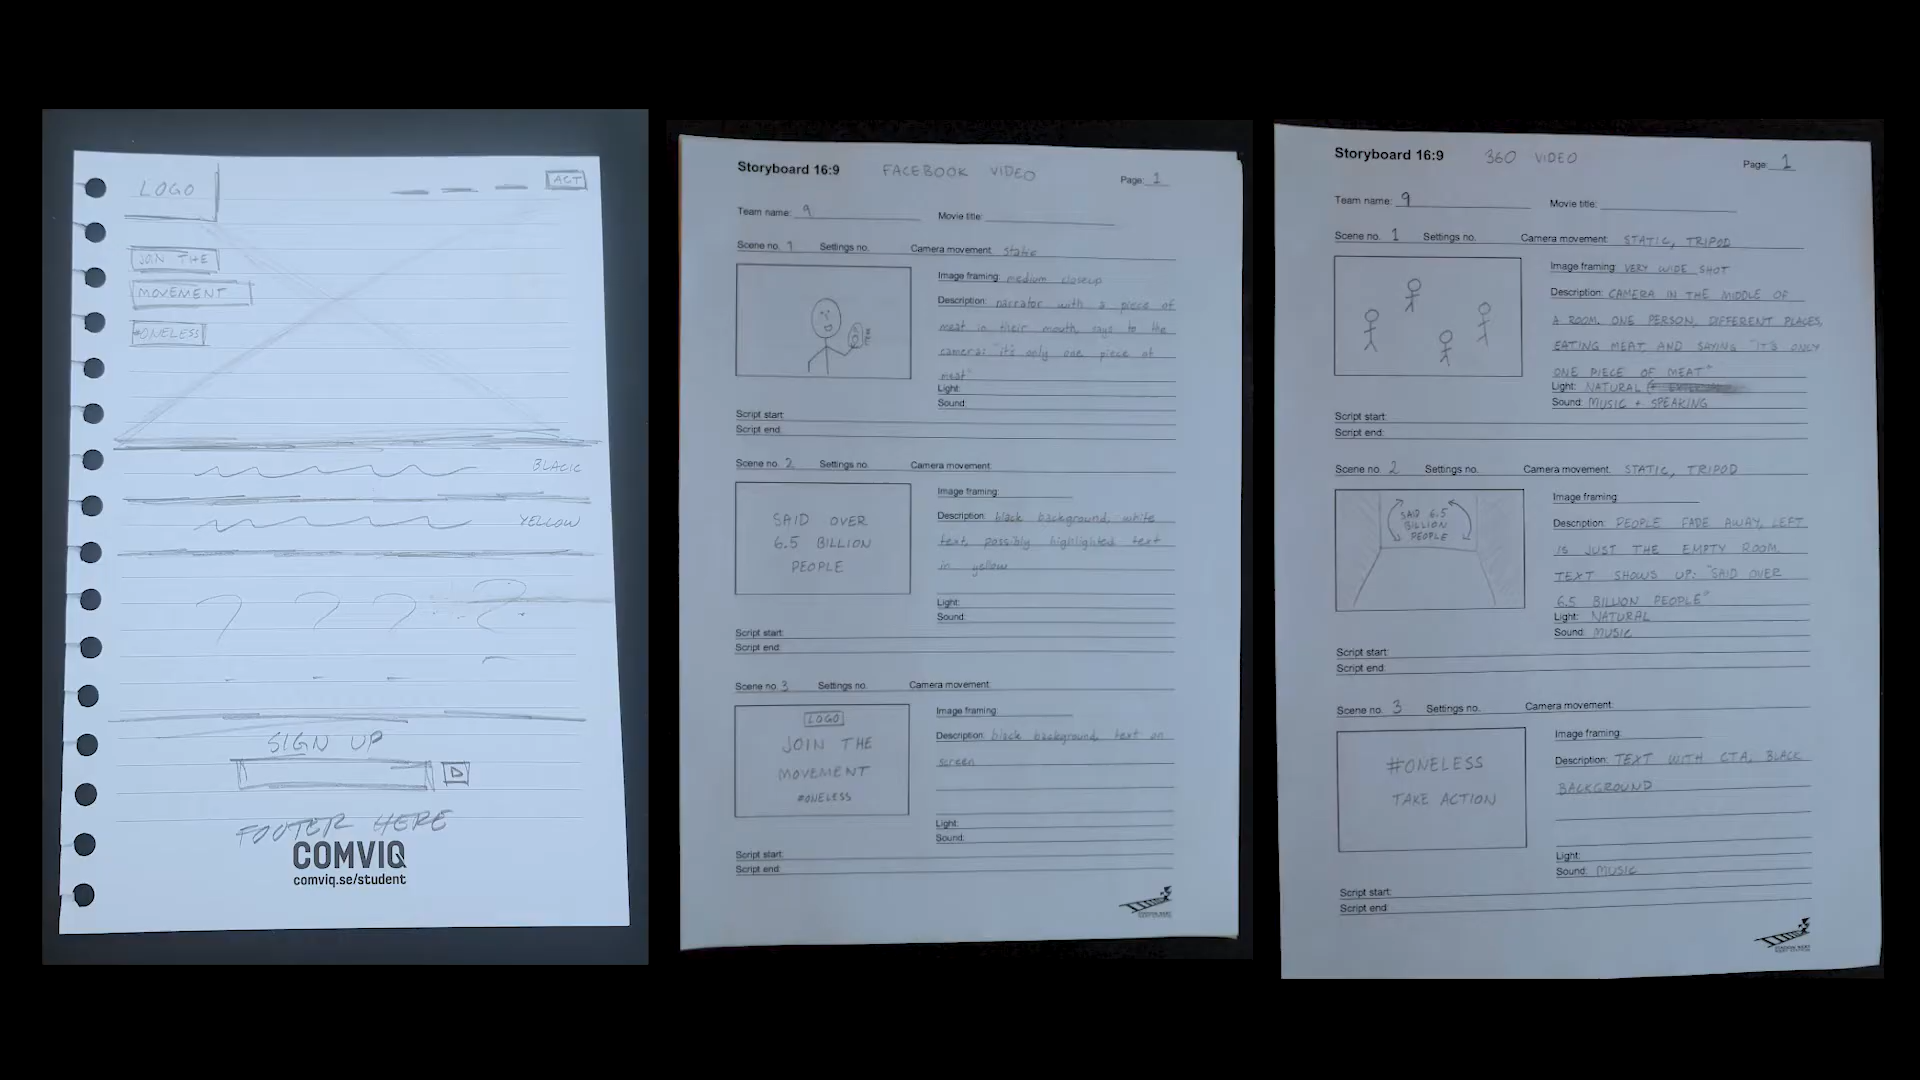 LOGO
ACT
JOIN THE
MOVEMENT
#ONELESS
BLACK
YELLOW
? ? ? ?
SIGN UP
FOOTER HERE
COMVIQ
comviq.se/student
Storyboard 16:9 FACEBOOK VIDEO
Page: 1
Team name: 9 Movie title:
Scene no. 1 Settings no. Camera movement: static
Image framing: medium closeup
Description: narrator with a piece of
meat in their mouth, says to the
camera: "it's only one piece of
meat"
Light:
Sound:
Script start:
Script end:
Scene no. 2 Settings no. Camera movement:
SAID OVER
6.5 BILLION
PEOPLE
Image framing:
Description: black background, white
text, possibly highlighted text
in yellow
Light:
Sound:
Script start:
Script end:
Scene no. 3 Settings no. Camera movement:
LOGO
JOIN THE
MOVEMENT
#ONELESS
Image framing:
Description: black background, text on
screen
Light:
Sound:
Script start:
Script end:
Storyboard 16:9 360 VIDEO
Page: 1
Team name: 9 Movie title:
Scene no. 1 Settings no. Camera movement: STATIC, TRIPOD
Image framing: VERY WIDE SHOT
Description: CAMERA IN THE MIDDLE OF
A ROOM. ONE PERSON, DIFFERENT PLACES,
EATING MEAT, AND SAYING "IT'S ONLY
ONE PIECE OF MEAT"
Light: NATURAL
Sound: MUSIC + SPEAKING
Script start:
Script end:
Scene no. 2 Settings no. Camera movement: STATIC, TRIPOD
SAID 6.5
BILLION
PEOPLE
Image framing:
Description: PEOPLE FADE AWAY, LEFT
IS JUST THE EMPTY ROOM.
TEXT SHOWS UP: "SAID OVER
6.5 BILLION PEOPLE"
Light: NATURAL
Sound: MUSIC
Script start:
Script end:
Scene no. 3 Settings no. Camera movement:
#ONELESS
TAKE ACTION
Image framing:
Description: TEXT WITH CTA, BLACK
BACKGROUND
Light:
Sound: MUSIC
Script start:
Script end: